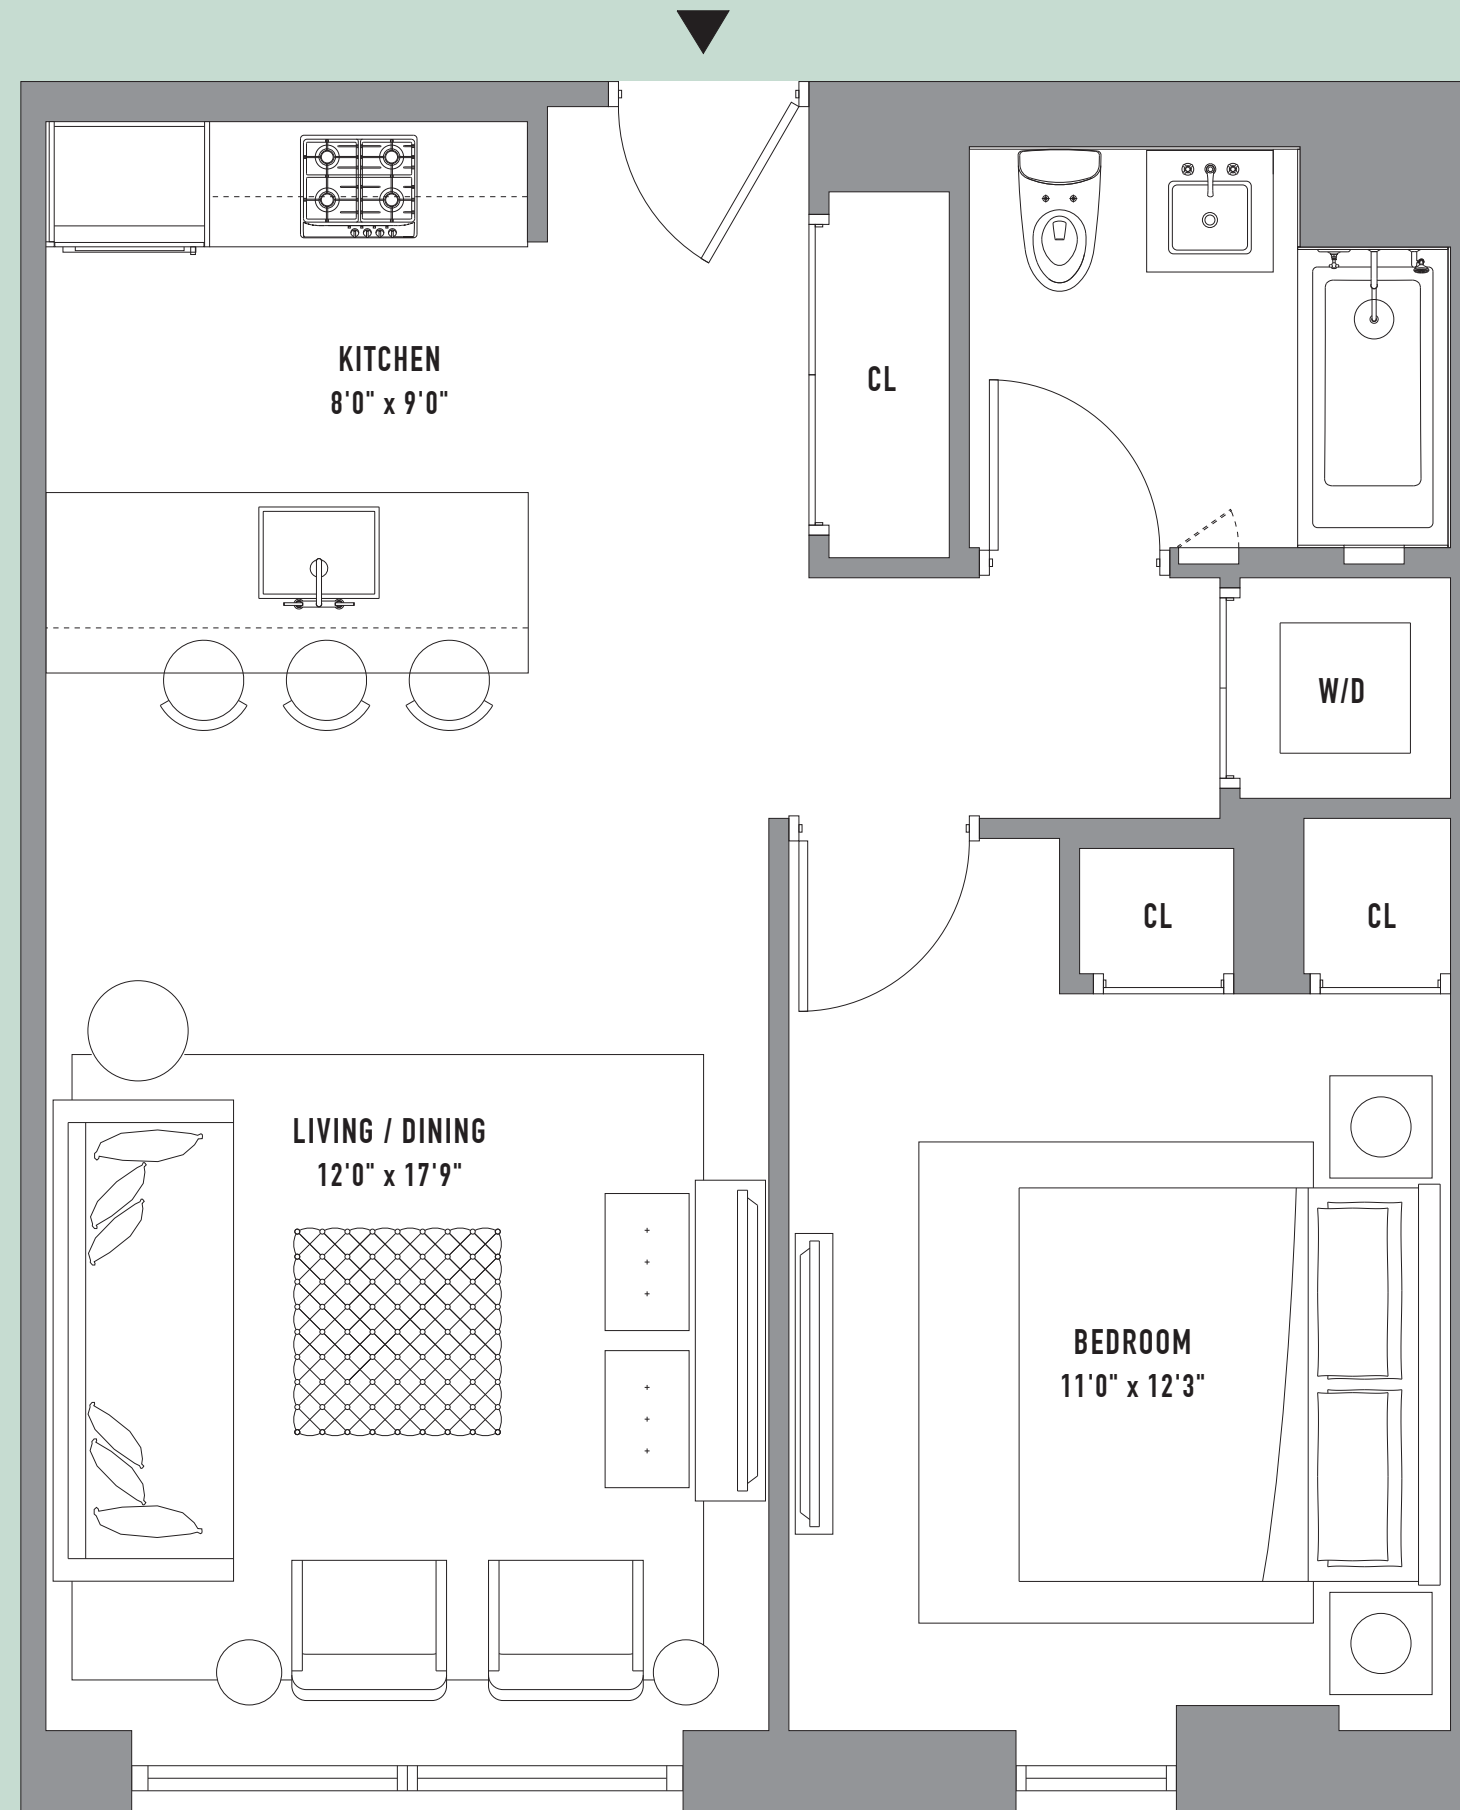 KITCHEN
8'0" x 9'0"
CL
W/D
CL
CL
LIVING / DINING
12'0" x 17'9"
BEDROOM
11'0" x 12'3"